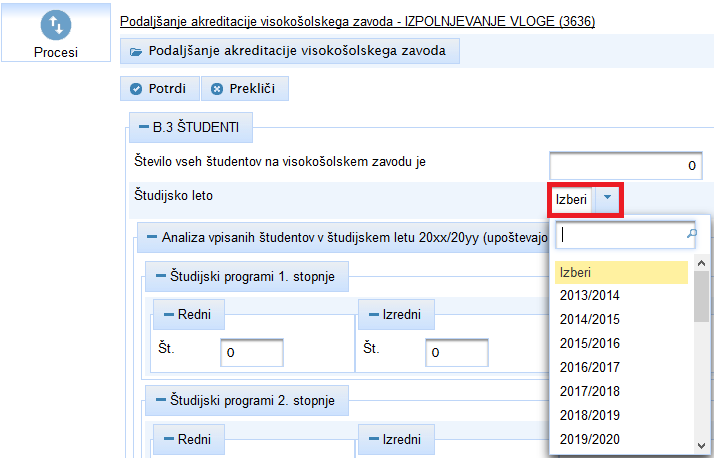 Procesi
Podaljšanje akreditacije visokošolskega zavoda - IZPOLNJEVANJE VLOGE (3636)
Podaljšanje akreditacije visokošolskega zavoda
Potrdi Prekliči
B.3 ŠTUDENTI
Število vseh študentov na visokošolskem zavodu je 0
Študijsko leto Izberi
Analiza vpisanih študentov v študijskem letu 20xx/20yy (upoštevajo
Izberi
2013/2014
2014/2015
2015/2016
2016/2017
2017/2018
2018/2019
2019/2020
Študijski programi 1. stopnje
Redni Izredni
Št. 0 Št. 0
Študijski programi 2. stopnje
Redni Izredni